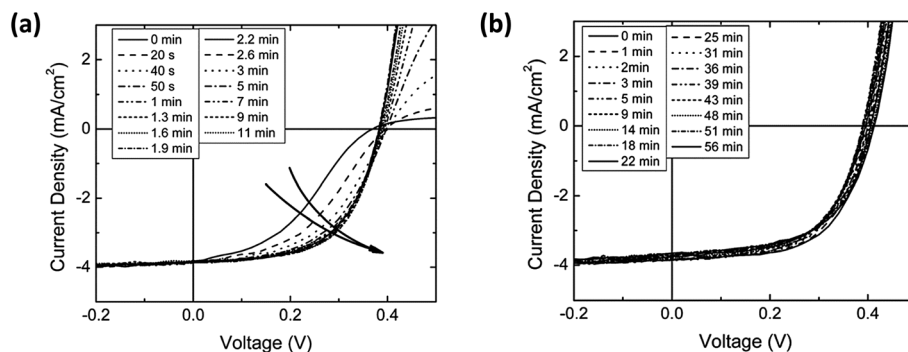 (a)
0 min
20 s
40 s
50 s
1 min
1.3 min
1.6 min
1.9 min
2.2 min
2.6 min
3 min
5 min
7 min
9 min
11 min
Current Density (mA/cm²)
2
0
-2
-4
-0.2
0.0
0.2
0.4
Voltage (V)
(b)
0 min
1 min
2min
3 min
5 min
9 min
14 min
18 min
22 min
25 min
31 min
36 min
39 min
43 min
48 min
51 min
56 min
Current Density (mA/cm²)
2
0
-2
-4
-0.2
0.0
0.2
0.4
Voltage (V)